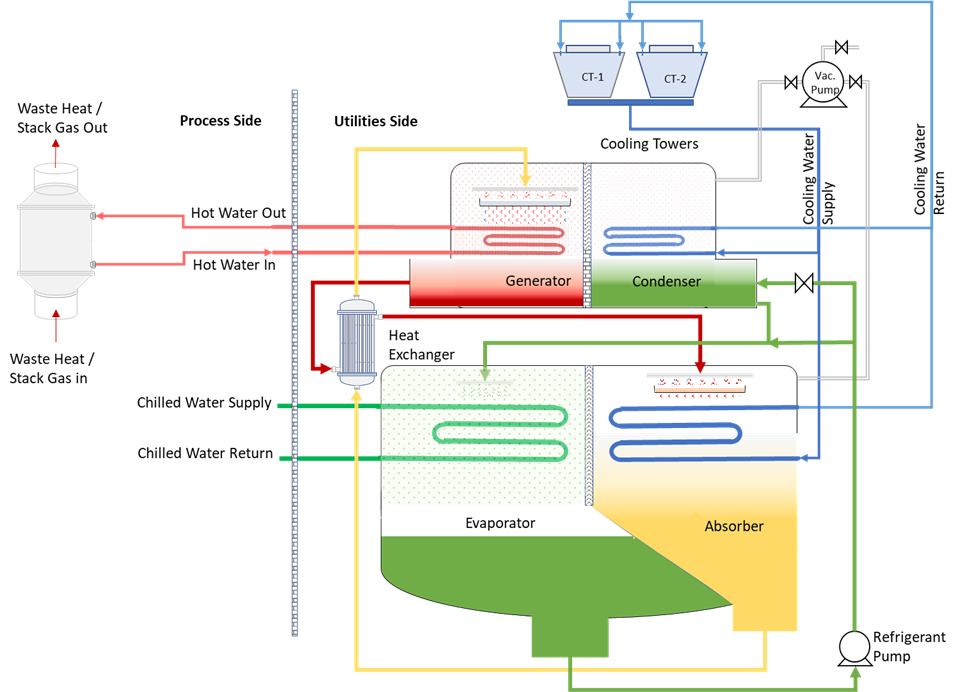 CT-1
CT-2
Vac.
Pump
Cooling Towers
Cooling Water
Supply
Cooling Water
Return
Waste Heat /
Stack Gas Out
Process Side
Utilities Side
Hot Water Out
Hot Water In
Generator
Condenser
Waste Heat /
Stack Gas in
Heat
Exchanger
Chilled Water Supply
Chilled Water Return
Evaporator
Absorber
Refrigerant
Pump